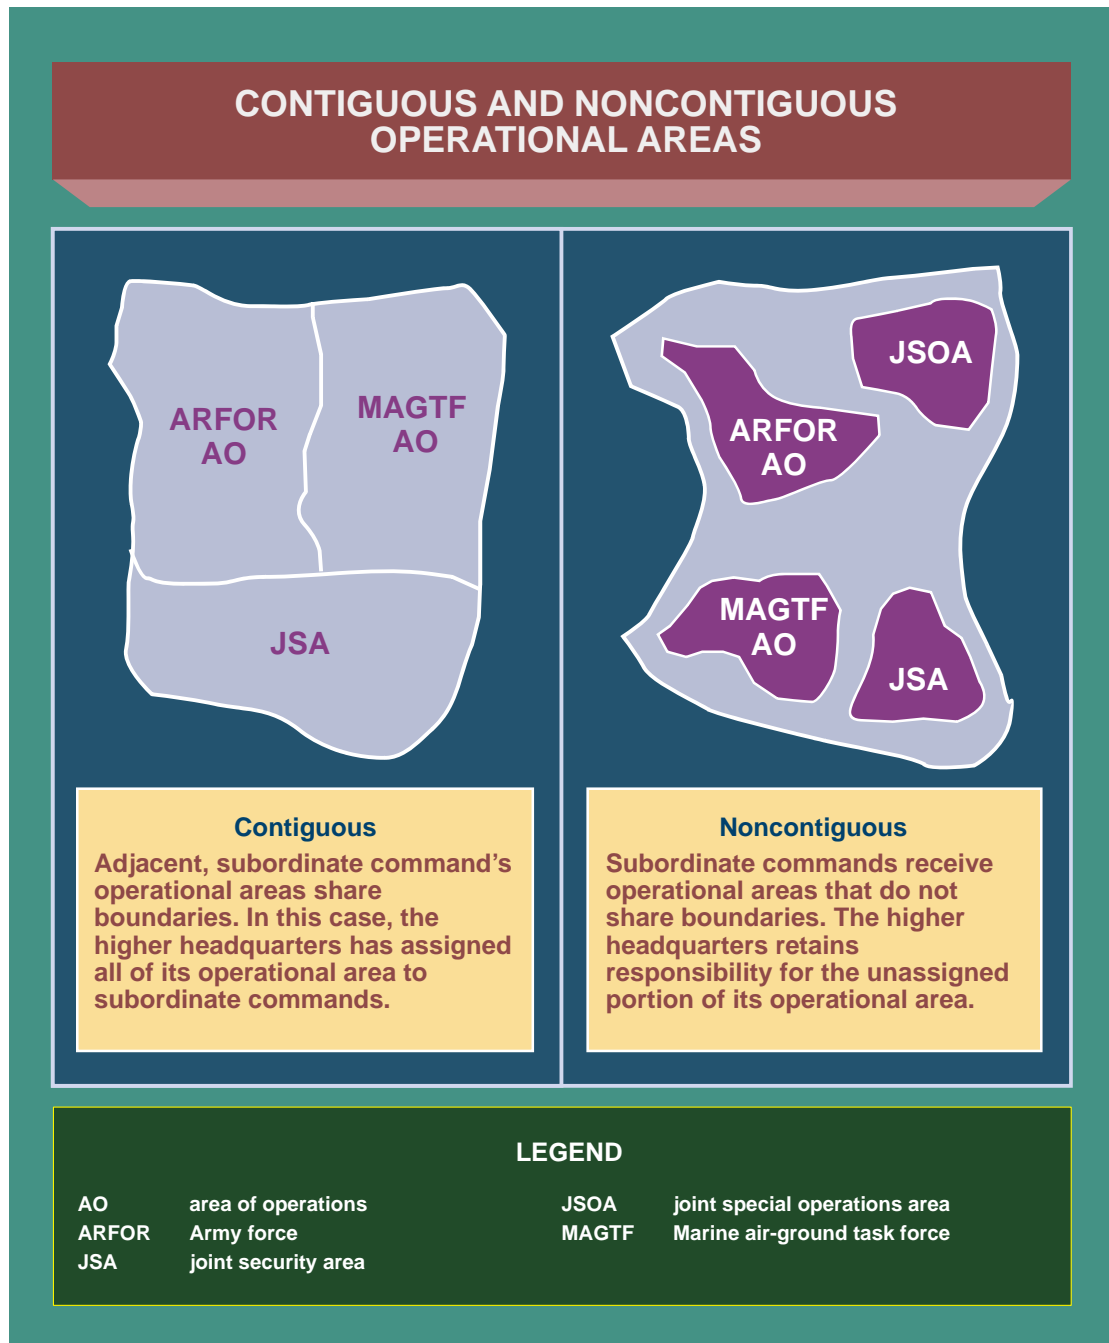 CONTIGUOUS AND NONCONTIGUOUS
OPERATIONAL AREAS
ARFOR
AO
MAGTF
AO
JSA
JSOA
ARFOR
AO
MAGTF
AO
JSA
Contiguous
Adjacent, subordinate command’s
operational areas share
boundaries. In this case, the
higher headquarters has assigned
all of its operational area to
subordinate commands.
Noncontiguous
Subordinate commands receive
operational areas that do not
share boundaries. The higher
headquarters retains
responsibility for the unassigned
portion of its operational area.
LEGEND
AO area of operations
ARFOR Army force
JSA joint security area
JSOA joint special operations area
MAGTF Marine air-ground task force